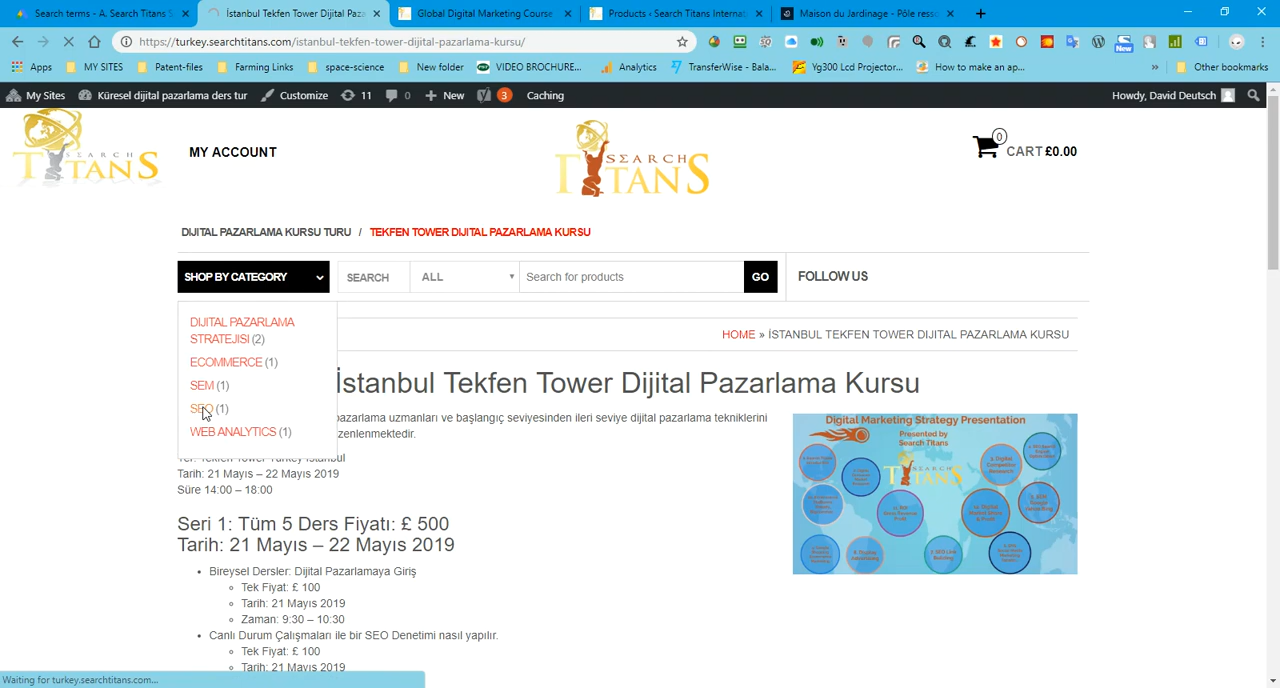 Search terms - A. Search Titans S
İstanbul Tekfen Tower Dijital Paza
Global Digital Marketing Course
Products ‹ Search Titans Internat
Maison du Jardinage - Pôle resso
https://turkey.searchtitans.com/istanbul-tekfen-tower-dijital-pazarlama-kursu/
New
Apps
MY SITES
Patent-files
Farming Links
space-science
New folder
VIDEO BROCHURE...
Analytics
TransferWise - Bala...
Yg300 Lcd Projector...
How to make an ap...
»
Other bookmarks
My Sites
Küresel dijital pazarlama ders tur
Customize
11
0
New
3
Caching
Howdy, David Deutsch
SEARCH
TITANS
MY ACCOUNT
SEARCH
TITANS
0
CART £0.00
DIJITAL PAZARLAMA KURSU TURU / TEKFEN TOWER DIJITAL PAZARLAMA KURSU
SHOP BY CATEGORY
SEARCH
ALL
Search for products
GO
FOLLOW US
DIJITAL PAZARLAMA
STRATEJISI (2)
ECOMMERCE (1)
SEM (1)
SEO (1)
WEB ANALYTICS (1)
HOME » İSTANBUL TEKFEN TOWER DIJITAL PAZARLAMA KURSU
İstanbul Tekfen Tower Dijital Pazarlama Kursu
pazarlama uzmanları ve başlangıç seviyesinden ileri seviye dijital pazarlama tekniklerini
zenlenmektedir.
Yer: Tekfen Tower Turkey Istanbul
Tarih: 21 Mayıs – 22 Mayıs 2019
Süre 14:00 – 18:00
Digital Marketing Strategy Presentation
Presented by
Search Titans
Seri 1: Tüm 5 Ders Fiyatı: £ 500
Tarih: 21 Mayıs – 22 Mayıs 2019
• Bireysel Dersler: Dijital Pazarlamaya Giriş
Tek Fiyat: £ 100
Tarih: 21 Mayıs 2019
Zaman: 9:30 – 10:30
• Canlı Durum Çalışmaları ile bir SEO Denetimi nasıl yapılır.
Tek Fiyat: £ 100
Tarih: 21 Mayıs 2019
Waiting for turkey.searchtitans.com...